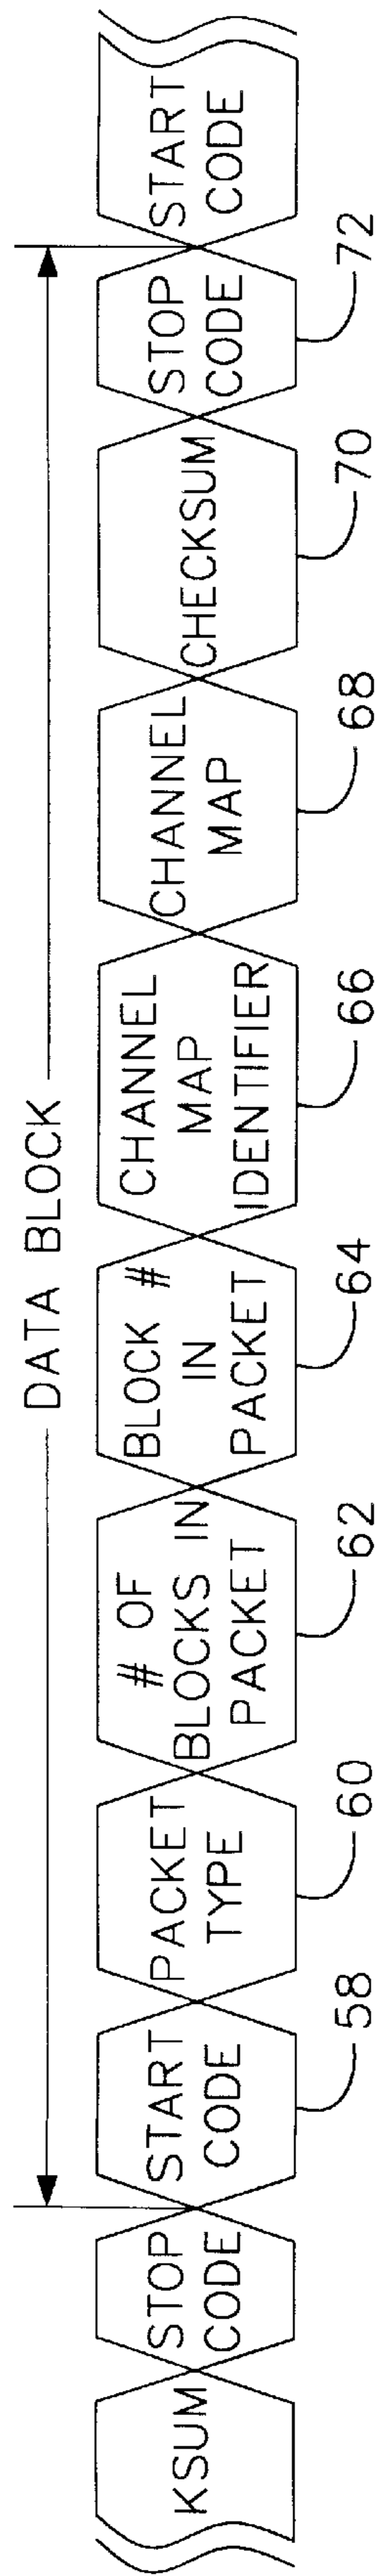 DATA BLOCK
KSUM
STOP
CODE
START
CODE
PACKET
TYPE
# OF
BLOCKS IN
PACKET
BLOCK #
IN
PACKET
CHANNEL
MAP
IDENTIFIER
CHANNEL
MAP
CHECKSUM
STOP
CODE
START
CODE
58
60
62
64
66
68
70
72